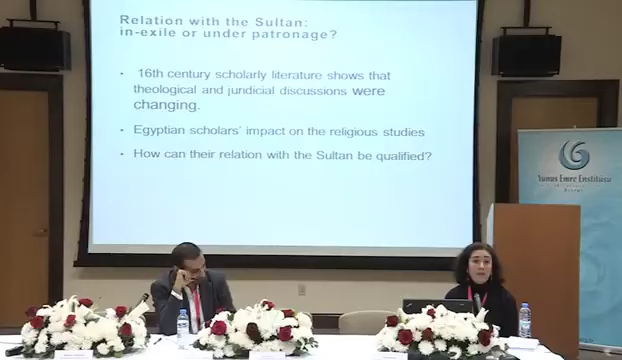 Relation with the Sultan:
in-exile or under patronage?
• 16th century scholarly literature shows that
theological and juridical discussions were
changing.
• Egyptian scholars' impact on the religious studies
• How can their relation with the Sultan be qualified?
Yunus Emre Enstitüsü